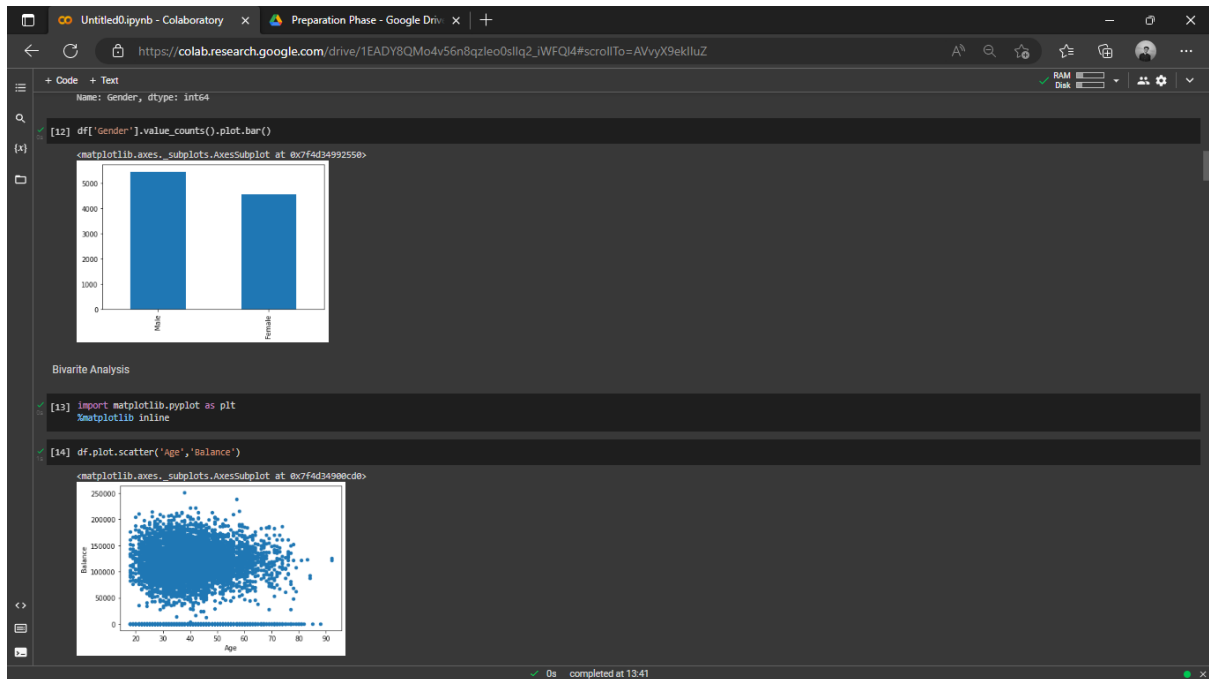 Untitled0.ipynb - Colaboratory
Preparation Phase - Google Driv
https://colab.research.google.com/drive/1EADY8QMo4v56n8qzleo0sIlq2_iWFQl4#scrollTo=AVvyX9ekIIuZ
+ Code + Text
RAM
Disk
Name: Gender, dtype: int64
[12] df['Gender'].value_counts().plot.bar()
<matplotlib.axes._subplots.AxesSubplot at 0x7f4d34992550>
5000
4000
3000
2000
1000
0
Male
Female
Bivarite Analysis
[13] import matplotlib.pyplot as plt
%matplotlib inline
[14] df.plot.scatter('Age','Balance')
<matplotlib.axes._subplots.AxesSubplot at 0x7f4d34900cd0>
250000
200000
150000
100000
50000
0
Balance
20 30 40 50 60 70 80 90
Age
0s completed at 13:41